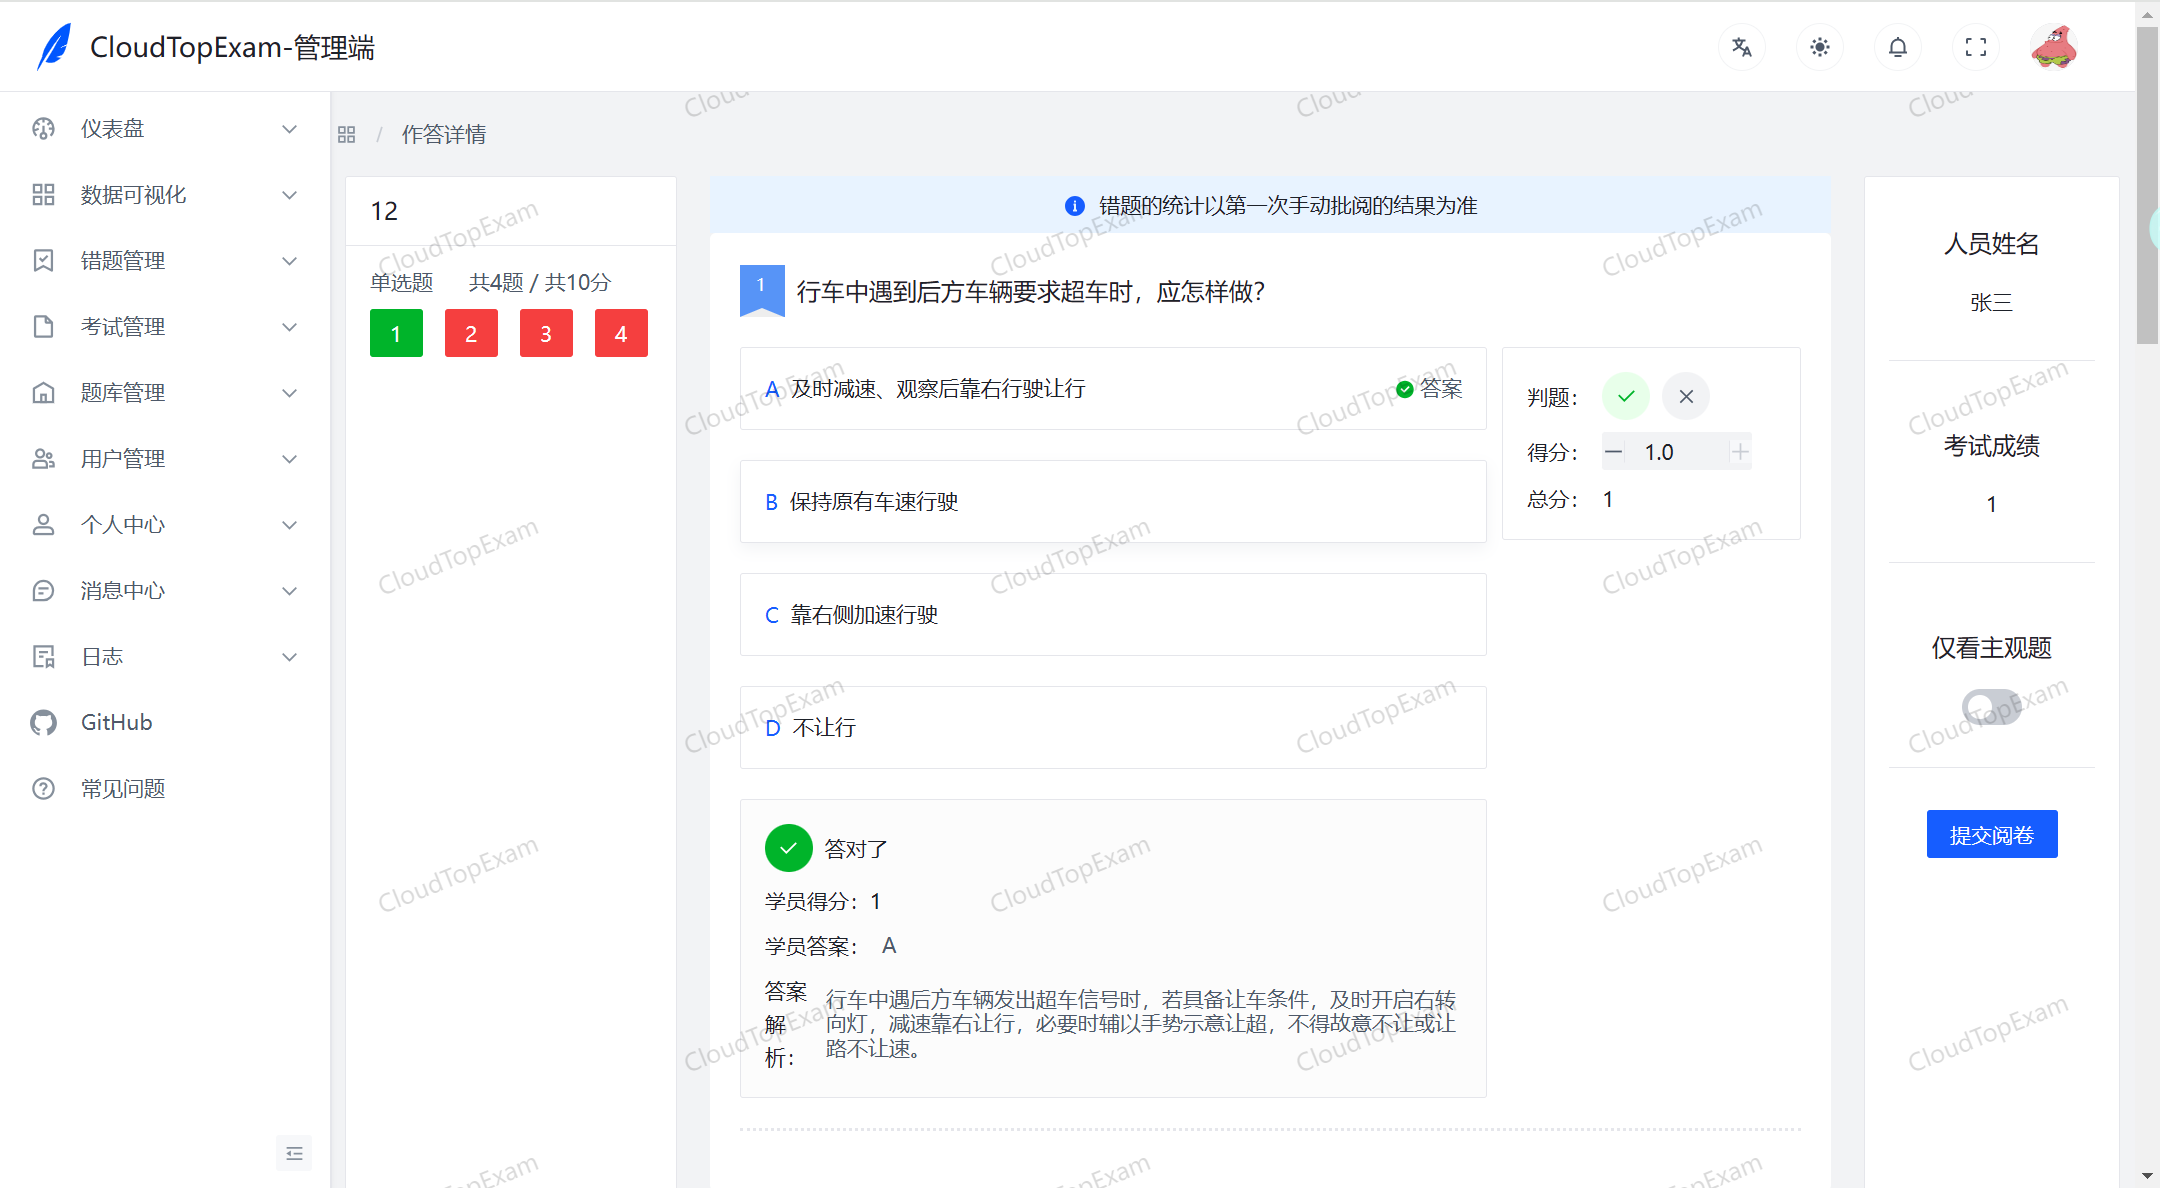 CloudTopExam-管理端
仪表盘
数据可视化
错题管理
考试管理
题库管理
用户管理
个人中心
消息中心
日志
GitHub
常见问题
/ 作答详情
12
单选题 共4题 / 共10分
1 2 3 4
错题的统计以第一次手动批阅的结果为准
1 行车中遇到后方车辆要求超车时，应怎样做？
A 及时减速、观察后靠右行驶让行 答案
B 保持原有车速行驶
C 靠右侧加速行驶
D 不让行
判题：
得分： 1.0
总分： 1
答对了
学员得分：1
学员答案： A
答案解析：
行车中遇后方车辆发出超车信号时，若具备让车条件，及时开启右转
向灯，减速靠右让行，必要时辅以手势示意让超，不得故意不让或让
路不让速。
人员姓名
张三
考试成绩
1
仅看主观题
提交阅卷
CloudTopExam